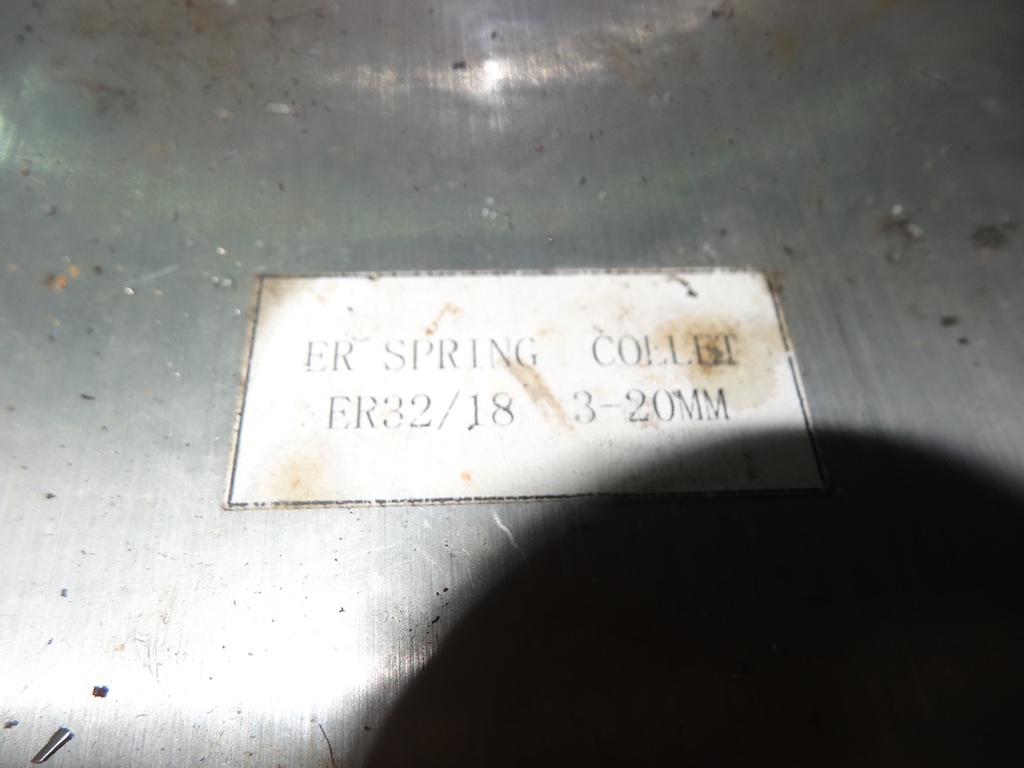 ER SPRING COLLET
ER32/18 3-20MM